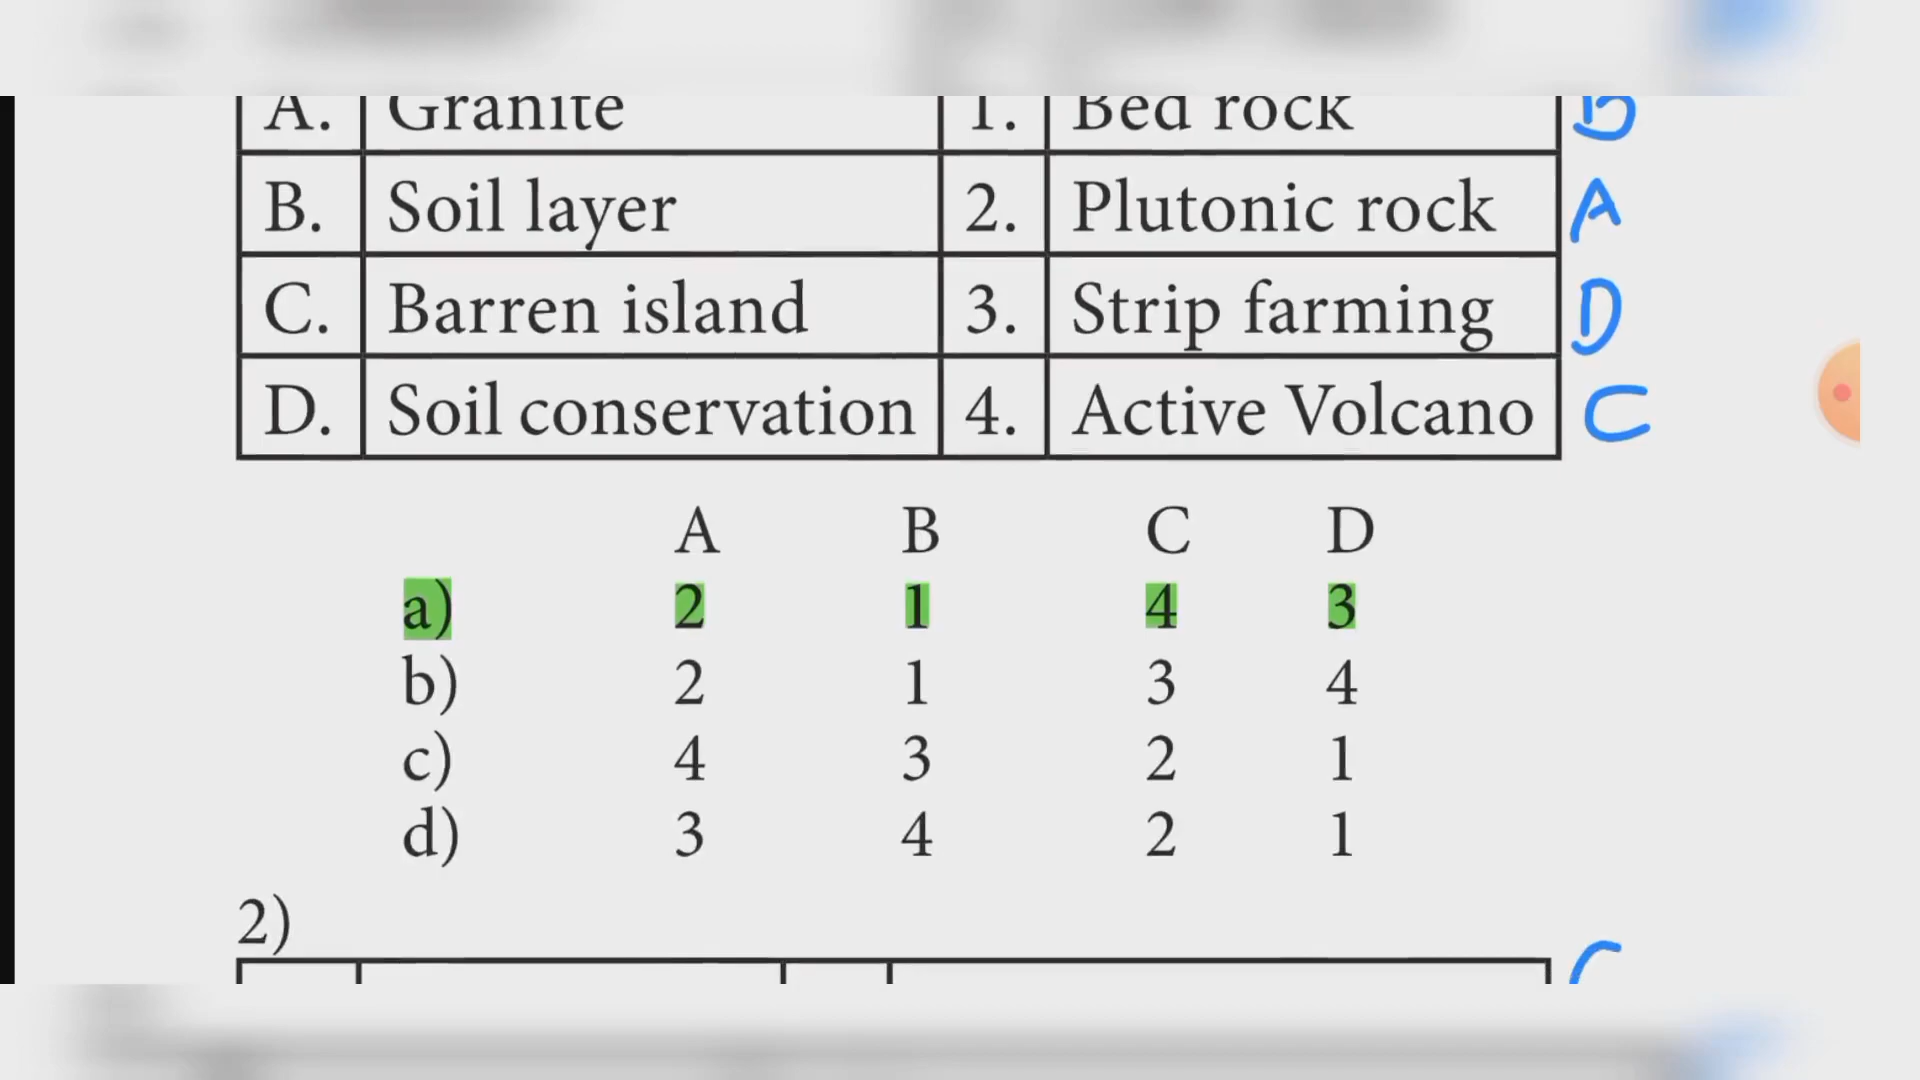 A. Granite 1. Bed rock B
B. Soil layer 2. Plutonic rock A
C. Barren island 3. Strip farming D
D. Soil conservation 4. Active Volcano C
A B C D
a) 2 1 4 3
b) 2 1 3 4
c) 4 3 2 1
d) 3 4 2 1
2)